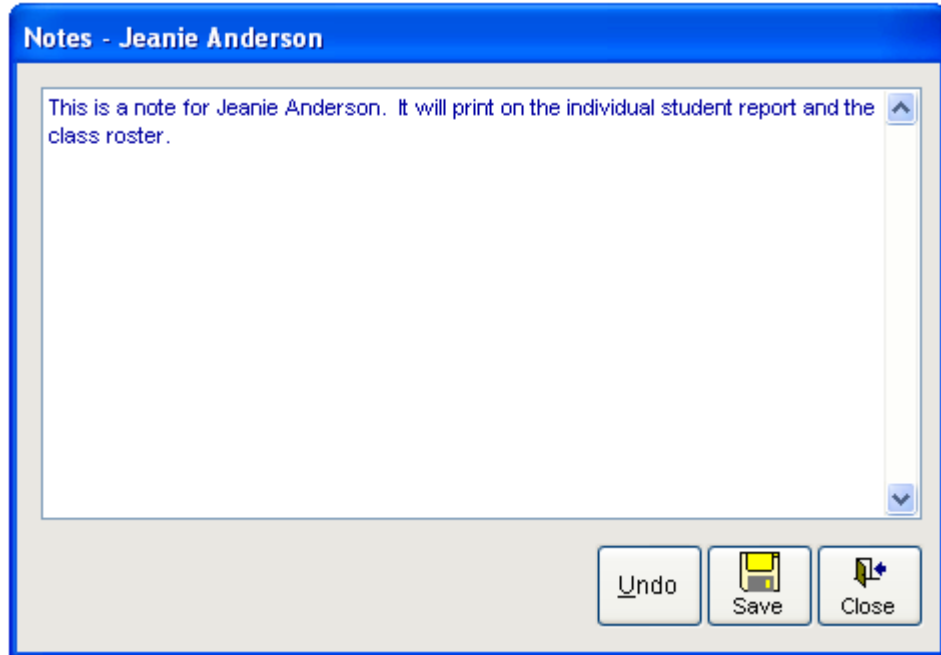 Notes - Jeanie Anderson
This is a note for Jeanie Anderson.  It will print on the individual student report and the
class roster.
Undo
Save
Close